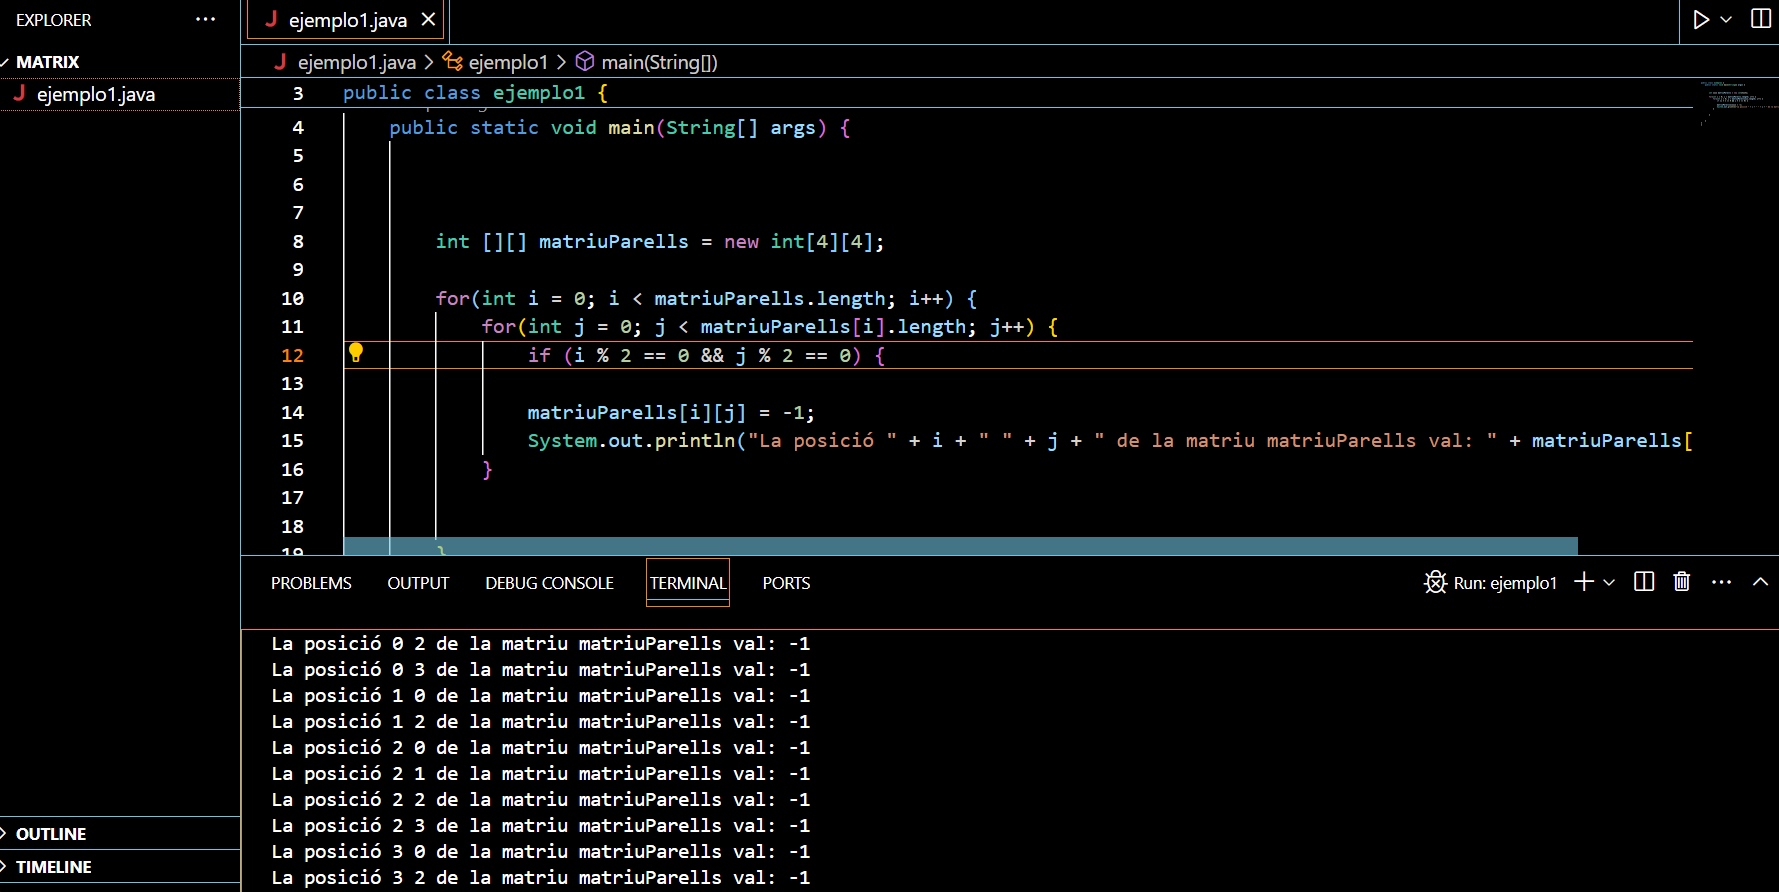 EXPLORER ···
ejemplo1.java
MATRIX
ejemplo1.java
ejemplo1.java > ejemplo1 > main(String[])
3 public class ejemplo1 {
4 public static void main(String[] args) {
5
6
7
8 int [][] matriuParells = new int[4][4];
9
10 for(int i = 0; i < matriuParells.length; i++) {
11 for(int j = 0; j < matriuParells[i].length; j++) {
12 if (i % 2 == 0 && j % 2 == 0) {
13
14 matriuParells[i][j] = -1;
15 System.out.println("La posició " + i + " " + j + " de la matriu matriuParells val: " + matriuParells[
16 }
17
18
19 }
PROBLEMS OUTPUT DEBUG CONSOLE TERMINAL PORTS
Run: ejemplo1
La posició 0 2 de la matriu matriuParells val: -1
La posició 0 3 de la matriu matriuParells val: -1
La posició 1 0 de la matriu matriuParells val: -1
La posició 1 2 de la matriu matriuParells val: -1
La posició 2 0 de la matriu matriuParells val: -1
La posició 2 1 de la matriu matriuParells val: -1
La posició 2 2 de la matriu matriuParells val: -1
La posició 2 3 de la matriu matriuParells val: -1
La posició 3 0 de la matriu matriuParells val: -1
La posició 3 2 de la matriu matriuParells val: -1
OUTLINE
TIMELINE